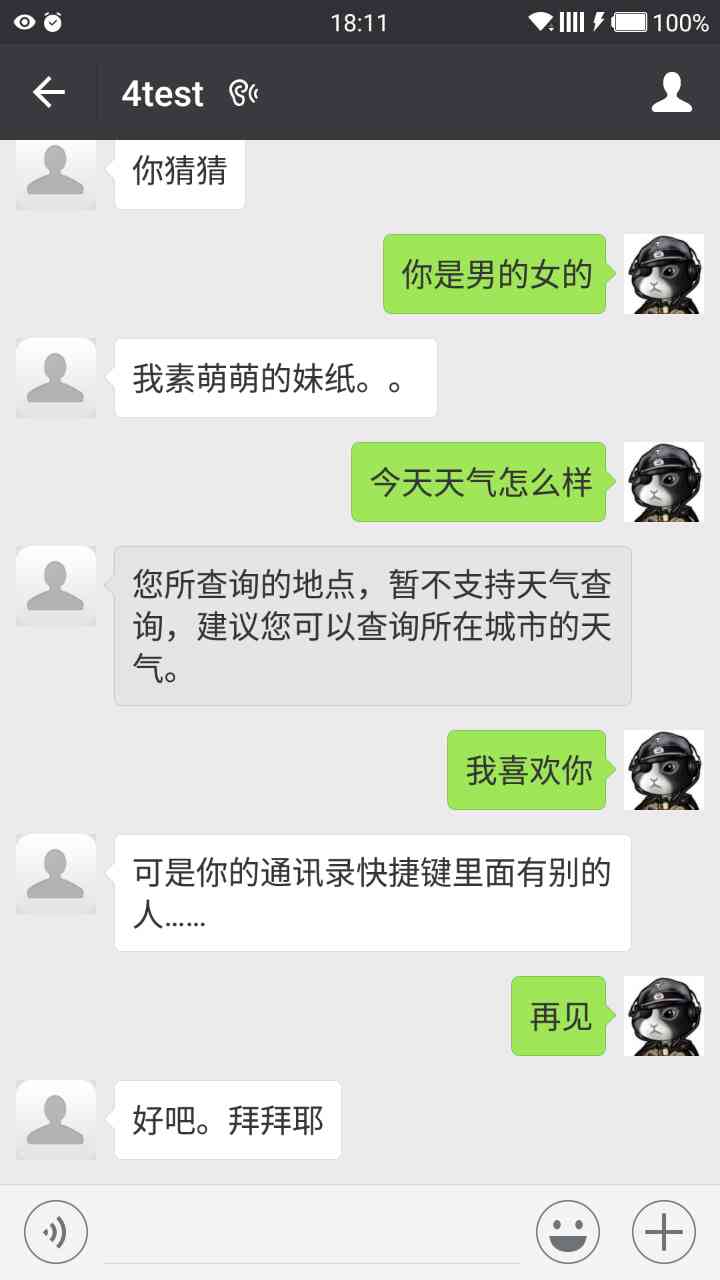 18:11
100%
4test
你猜猜
你是男的女的
我素萌萌的妹纸。。
今天天气怎么样
您所查询的地点，暂不支持天气查
询，建议您可以查询所在城市的天
气。
我喜欢你
可是你的通讯录快捷键里面有别的
人……
再见
好吧。拜拜耶